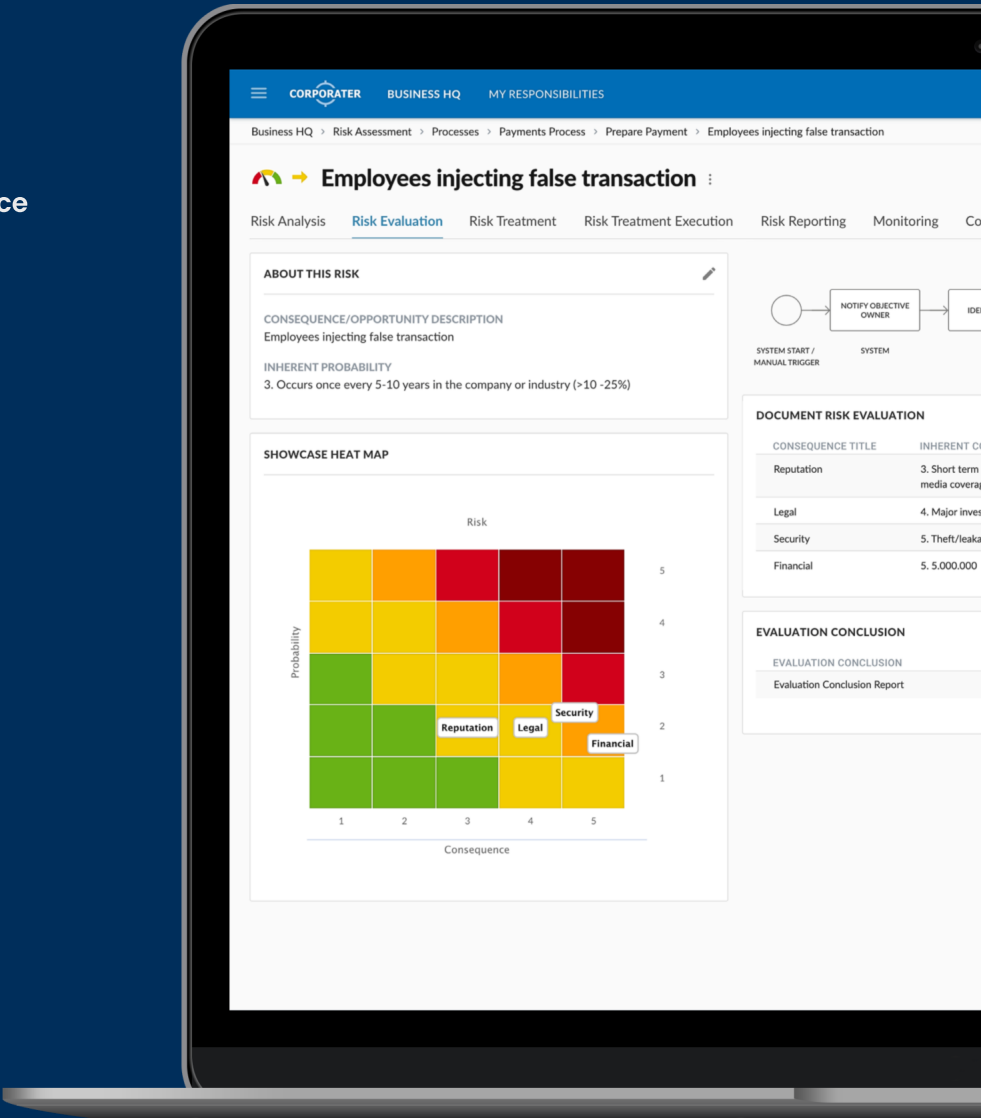 ce
CORPORATER BUSINESS HQ MY RESPONSIBILITIES
Business HQ > Risk Assessment > Processes > Payments Process > Prepare Payment > Employees injecting false transaction
Employees injecting false transaction
Risk Analysis Risk Evaluation Risk Treatment Risk Treatment Execution Risk Reporting Monitoring Co
ABOUT THIS RISK
CONSEQUENCE/OPPORTUNITY DESCRIPTION
Employees injecting false transaction
INHERENT PROBABILITY
3. Occurs once every 5-10 years in the company or industry (>10 -25%)
SHOWCASE HEAT MAP
Risk
Probability
5
4
3
2
1
Reputation
Legal
Security
Financial
1 2 3 4 5
Consequence
NOTIFY OBJECTIVE
OWNER
IDE
SYSTEM START /
MANUAL TRIGGER
SYSTEM
DOCUMENT RISK EVALUATION
CONSEQUENCE TITLE INHERENT CO
Reputation 3. Short term
media covera
Legal 4. Major inves
Security 5. Theft/leaka
Financial 5. 5.000.000
EVALUATION CONCLUSION
EVALUATION CONCLUSION
Evaluation Conclusion Report